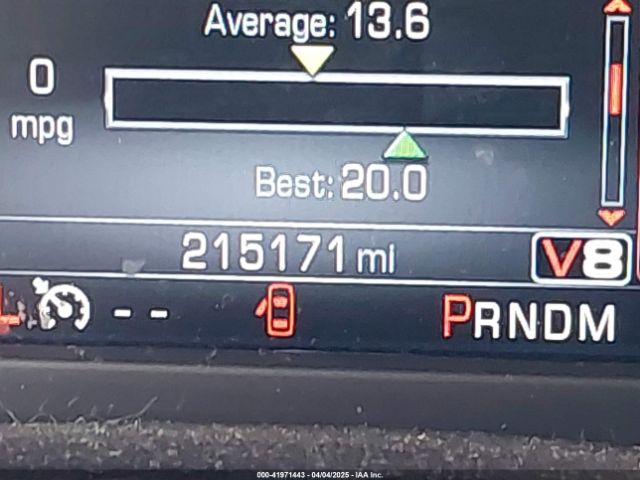 Average: 13.6
0
mpg
Best: 20.0
215171 mi
V8
L -- PRNDM
000-41971443 - 04/04/2025 - IAA Inc.